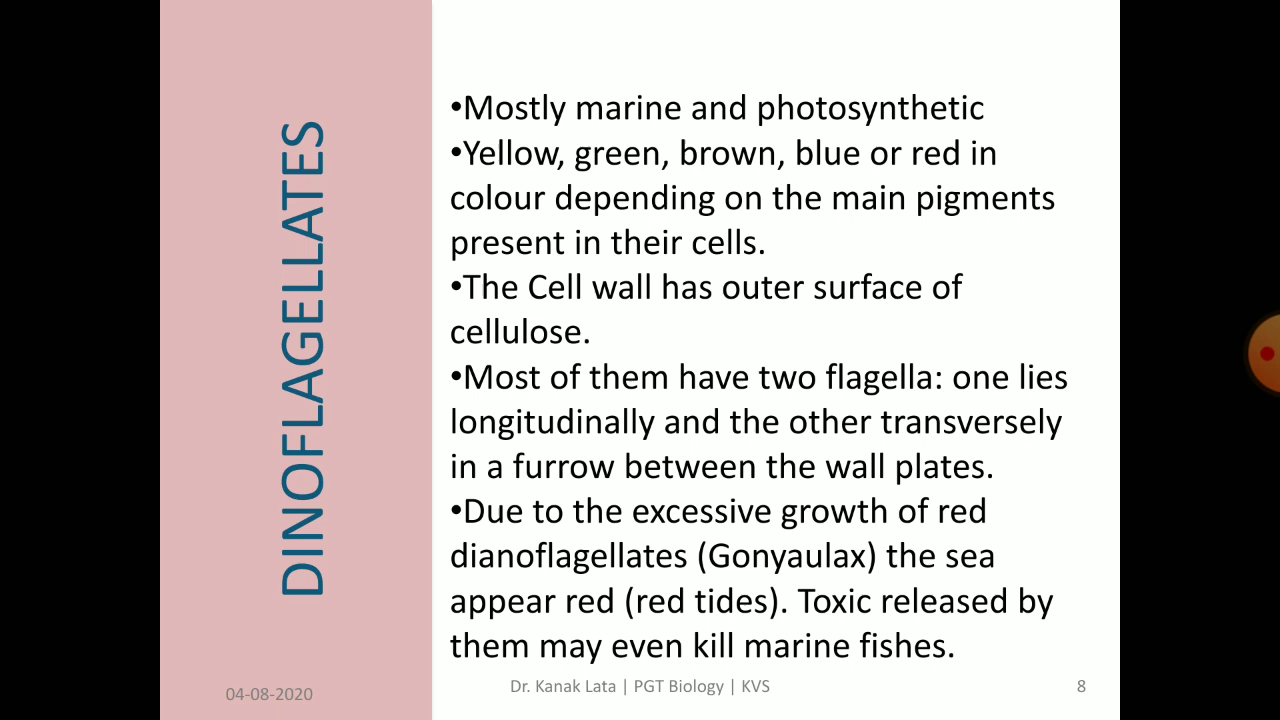 DINOFLAGELLATES
•Mostly marine and photosynthetic
•Yellow, green, brown, blue or red in
colour depending on the main pigments
present in their cells.
•The Cell wall has outer surface of
cellulose.
•Most of them have two flagella: one lies
longitudinally and the other transversely
in a furrow between the wall plates.
•Due to the excessive growth of red
dianoflagellates (Gonyaulax) the sea
appear red (red tides). Toxic released by
them may even kill marine fishes.
04-08-2020
Dr. Kanak Lata | PGT Biology | KVS
8